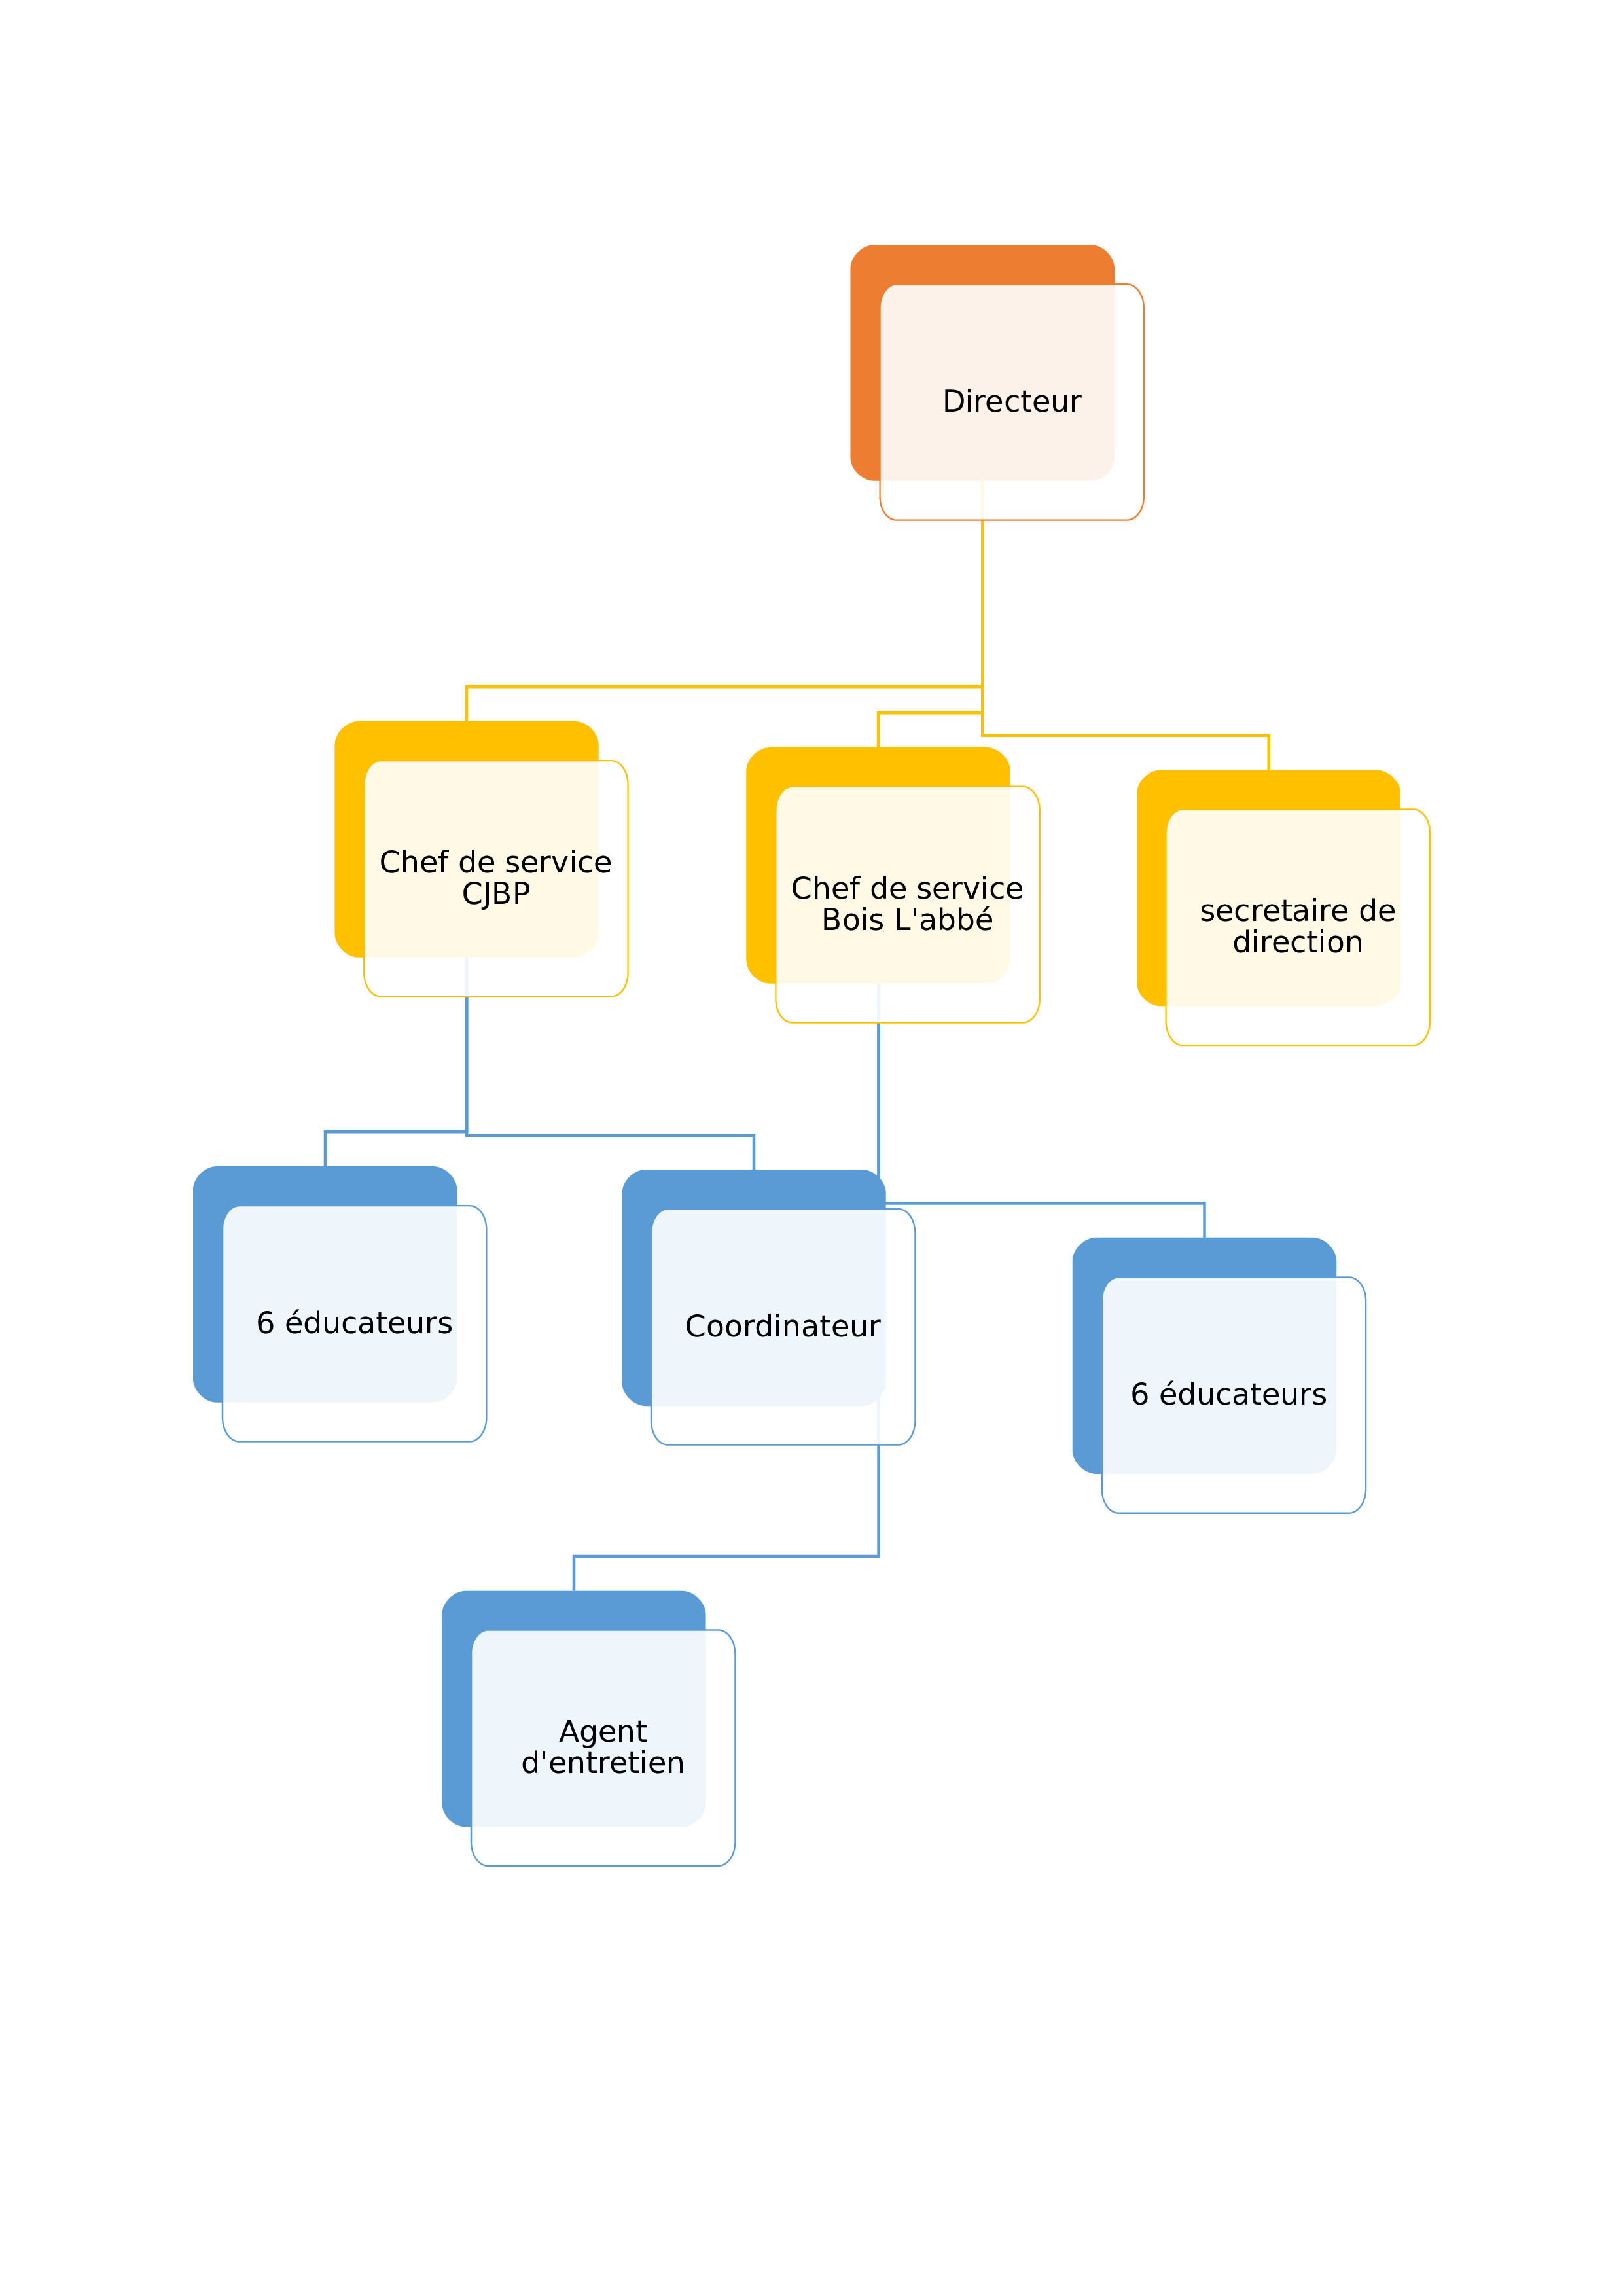 Directeur
Chef de service
CJBP
Chef de service
Bois L'abbé
secretaire de
direction
6 éducateurs
Coordinateur
6 éducateurs
Agent
d'entretien